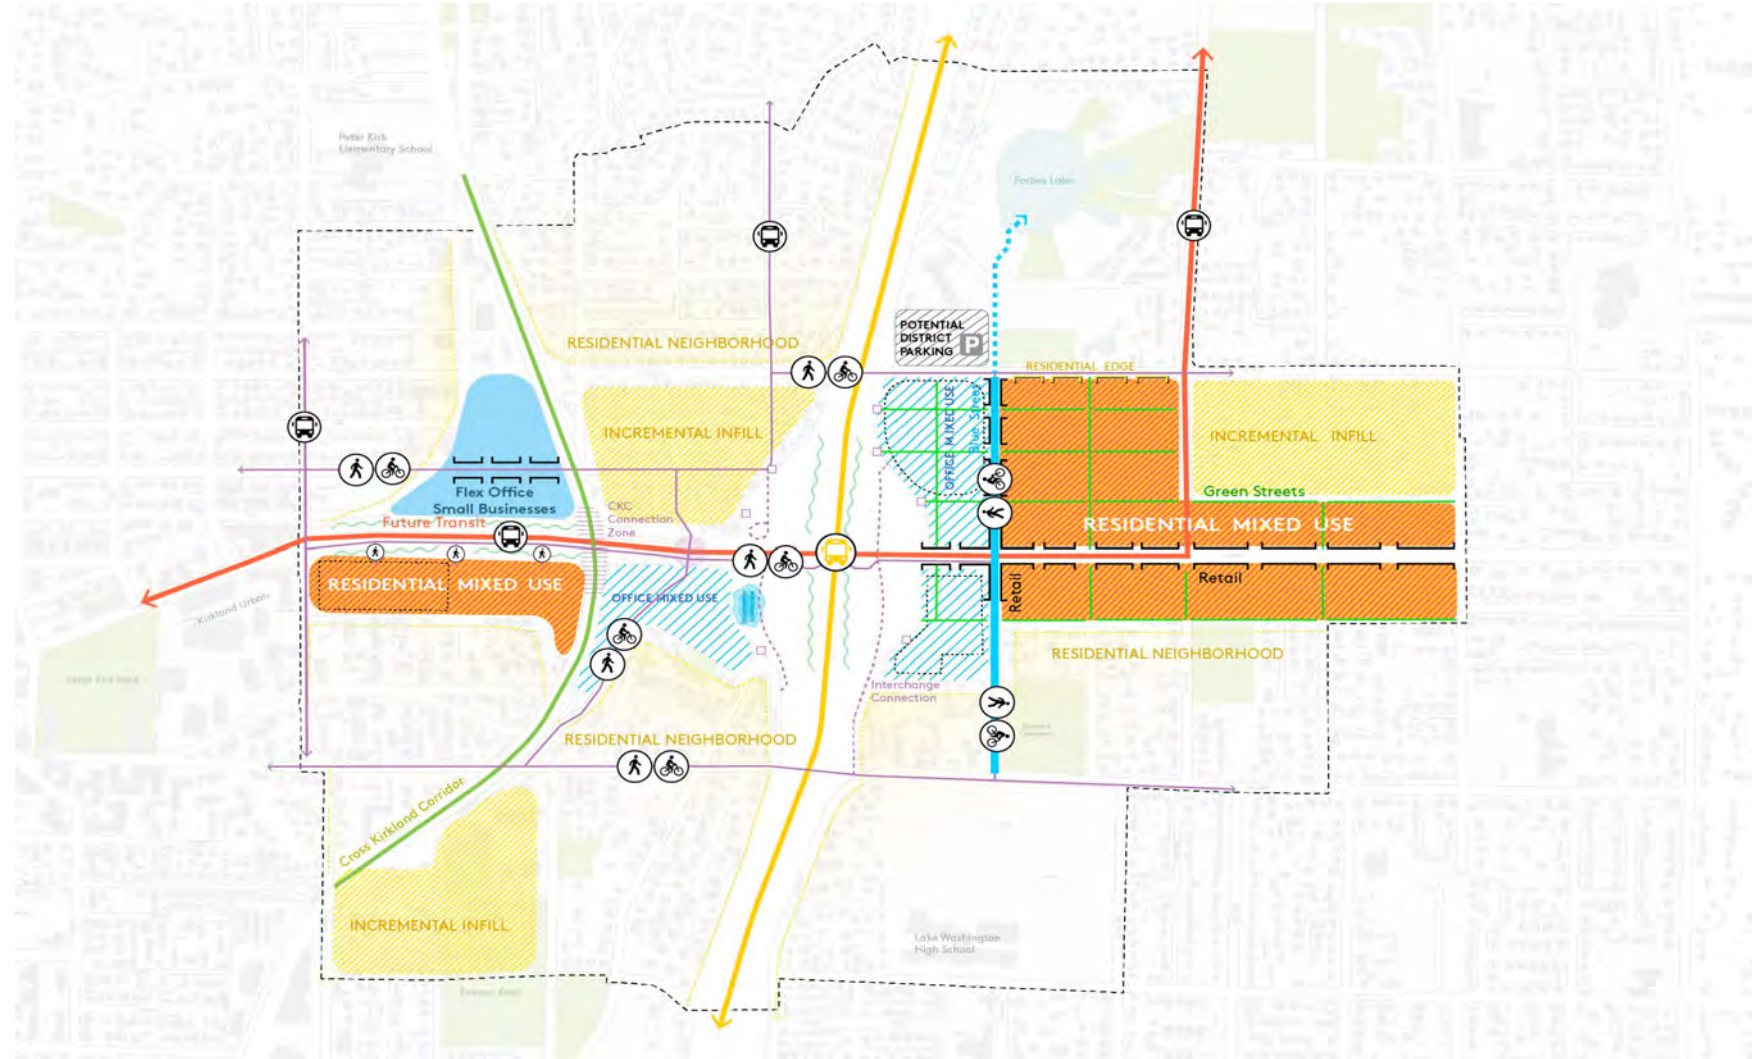 Peter Kirk
Elementary School
Forbes Lake
RESIDENTIAL NEIGHBORHOOD
POTENTIAL
DISTRICT
PARKING
P
RESIDENTIAL EDGE
OFFICE MIXED USE
Blue Street
INCREMENTAL INFILL
INCREMENTAL INFILL
Flex Office
Small Businesses
Future Transit
CKC
Connection
Zone
Green Streets
RESIDENTIAL MIXED USE
RESIDENTIAL MIXED USE
OFFICE MIXED USE
Retail
Retail
Kirkland Urban
RESIDENTIAL NEIGHBORHOOD
Interchange
Connection
RESIDENTIAL NEIGHBORHOOD
Cross Kirkland Corridor
INCREMENTAL INFILL
Lake Washington
High School